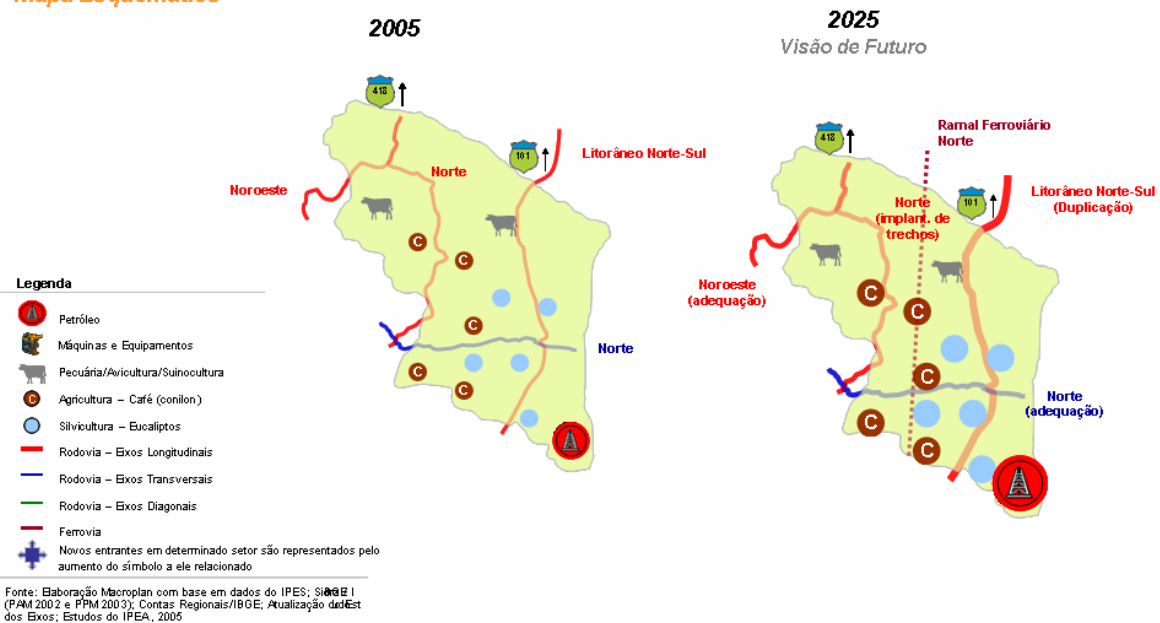 Mapa Esquemático
2005
2025
Visão de Futuro
418
101
Litorâneo Norte-Sul
Norte
Noroeste
Norte
418
Ramal Ferroviário
Norte
101
Litorâneo Norte-Sul
(Duplicação)
Norte
(implant. de
trechos)
Noroeste
(adequação)
Norte
(adequação)
C
C
C
C
C
C
C
C
C
C
Legenda
Petróleo
Máquinas e Equipamentos
Pecuária/Avicultura/Suinocultura
C
Agricultura – Café (conilon)
Silvicultura – Eucaliptos
Rodovia – Eixos Longitudinais
Rodovia – Eixos Transversais
Rodovia – Eixos Diagonais
Ferrovia
Novos entrantes em determinado setor são representados pelo
aumento do símbolo a ele relacionado
Fonte: Elaboração Macroplan com base em dados do IPES;
(PAM 2002 e PPM 2003); Contas Regionais/IBGE; Atualização
dos Eixos; Estudos do IPEA, 2005